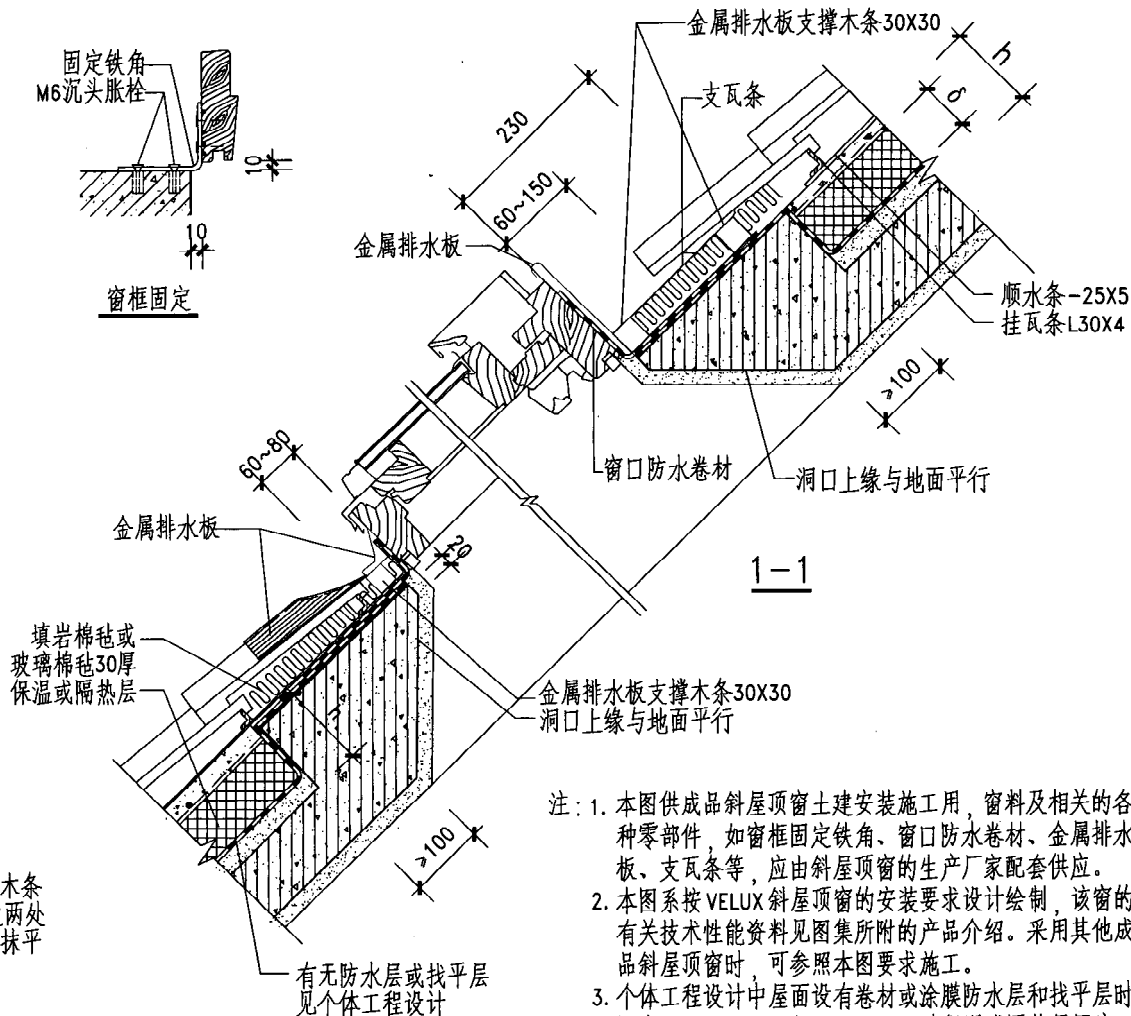 金属排水板支撑木条30X30
固定铁角
M6沉头胀栓
支瓦条
h
δ
230
60~150
10
10
金属排水板
窗框固定
顺水条-25X5
挂瓦条L30X4
≥100
60~80
窗口防水卷材
洞口上缘与地面平行
金属排水板
20
1-1
填岩棉毡或
玻璃棉毡30厚
保温或隔热层
金属排水板支撑木条30X30
洞口上缘与地面平行
h
≥100
木条
两处
抹平
有无防水层或找平层
见个体工程设计
注:1. 本图供成品斜屋顶窗土建安装施工用，窗料及相关的各
种零部件，如窗框固定铁角、窗口防水卷材、金属排水
板、支瓦条等，应由斜屋顶窗的生产厂家配套供应。
2. 本图系按VELUX斜屋顶窗的安装要求设计绘制，该窗的
有关技术性能资料见图集所附的产品介绍。采用其他成
品斜屋顶窗时，可参照本图要求施工。
3. 个体工程设计中屋面设有卷材或涂膜防水层和找平层时